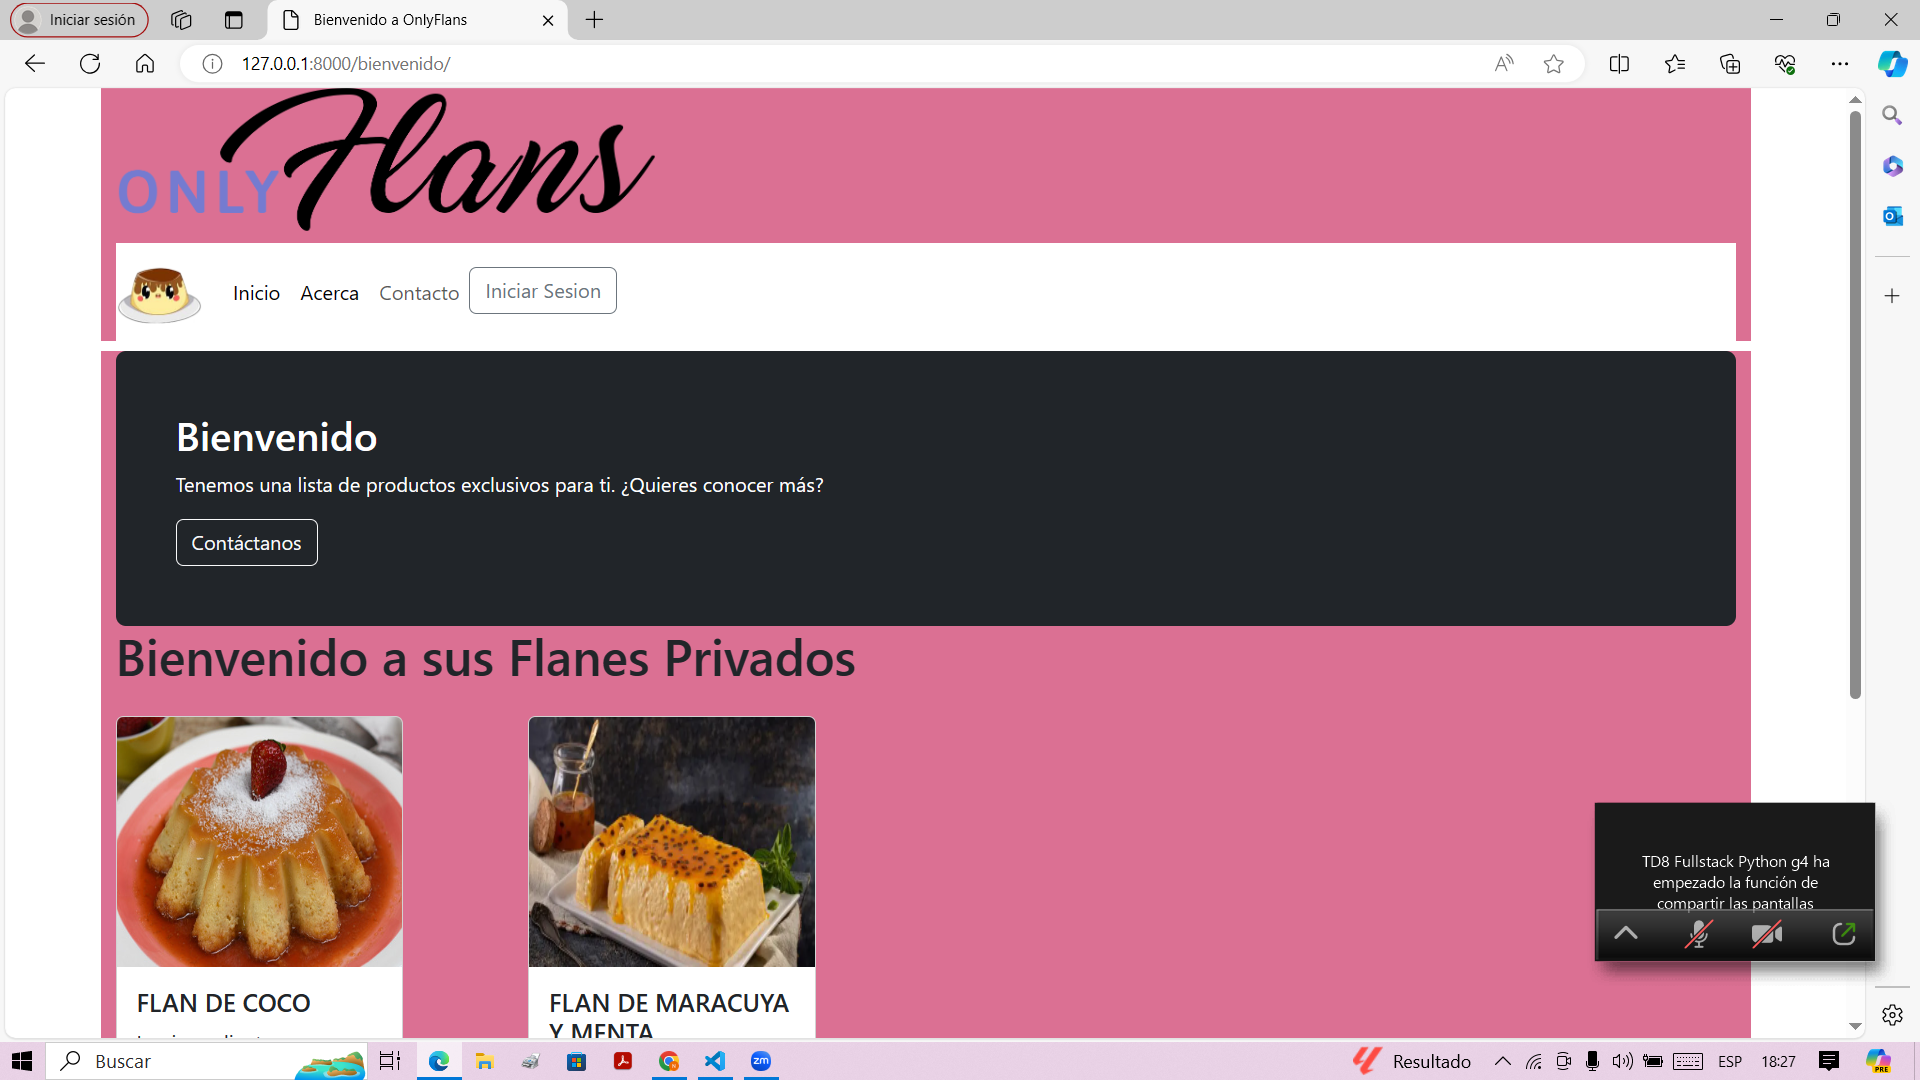 Iniciar sesión
Bienvenido a OnlyFlans
127.0.0.1:8000/bienvenido/
ONLY Flans
Inicio
Acerca
Contacto
Iniciar Sesion
Bienvenido
Tenemos una lista de productos exclusivos para ti. ¿Quieres conocer más?
Contáctanos
Bienvenido a sus Flanes Privados
FLAN DE COCO
FLAN DE MARACUYA
Y MENTA
TD8 Fullstack Python g4 ha
empezado la función de
compartir las pantallas
Buscar
zm
Resultado
ESP
18:27
PRE